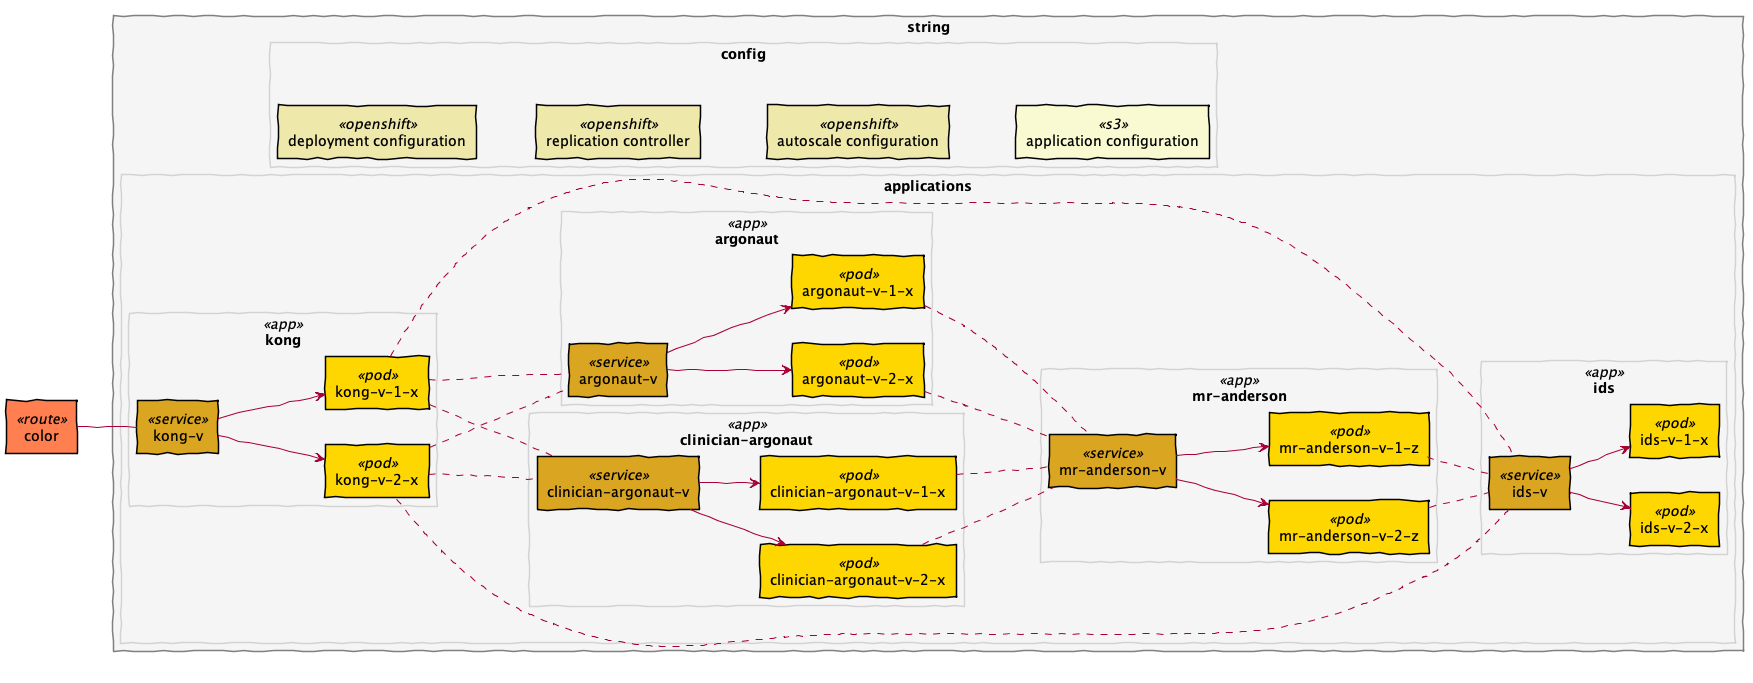 string
config
«openshift»
deployment configuration
«openshift»
replication controller
«openshift»
autoscale configuration
«s3»
application configuration
applications
«route»
color
«app»
kong
«service»
kong-v
«pod»
kong-v-1-x
«pod»
kong-v-2-x
«app»
argonaut
«service»
argonaut-v
«pod»
argonaut-v-1-x
«pod»
argonaut-v-2-x
«app»
clinician-argonaut
«service»
clinician-argonaut-v
«pod»
clinician-argonaut-v-1-x
«pod»
clinician-argonaut-v-2-x
«app»
mr-anderson
«service»
mr-anderson-v
«pod»
mr-anderson-v-1-z
«pod»
mr-anderson-v-2-z
«app»
ids
«service»
ids-v
«pod»
ids-v-1-x
«pod»
ids-v-2-x